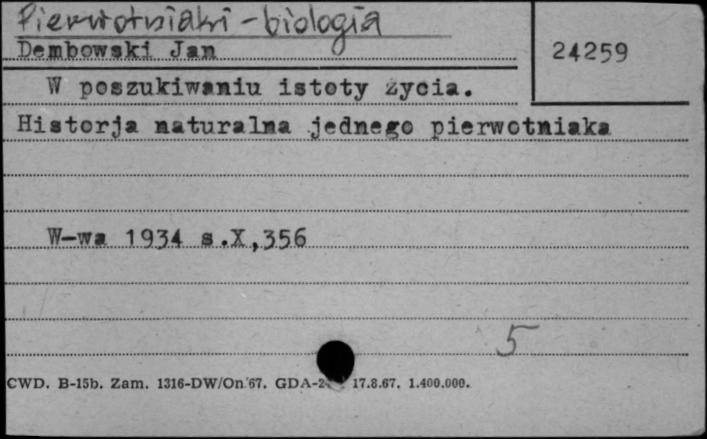 Pierwotniaki - biologia
Dembowski Jan
24259
W poszukiwaniu istoty życia.
Historja naturalna jednego pierwotniaka
W-wa 1934 s.X,356
5
CWD. B-15b. Zam. 1316-DW/On/67. GDA-2 17.8.67. 1.400.000.